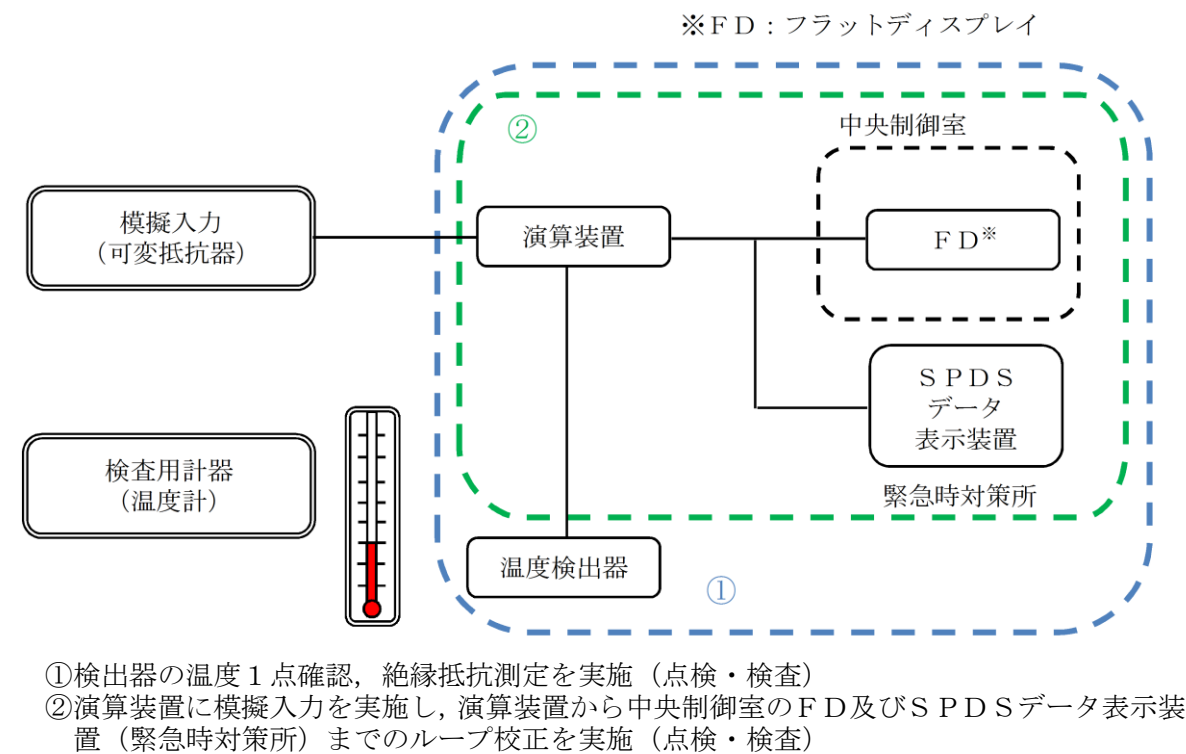 ※ＦＤ：フラットディスプレイ
②
中央制御室
模擬入力
（可変抵抗器）
演算装置
ＦＤ※
ＳＰＤＳ
データ
表示装置
検査用計器
（温度計）
緊急時対策所
温度検出器
①
①検出器の温度１点確認，絶縁抵抗測定を実施（点検・検査）
②演算装置に模擬入力を実施し，演算装置から中央制御室のＦＤ及びＳＰＤＳデータ表示装
置（緊急時対策所）までのループ校正を実施（点検・検査）